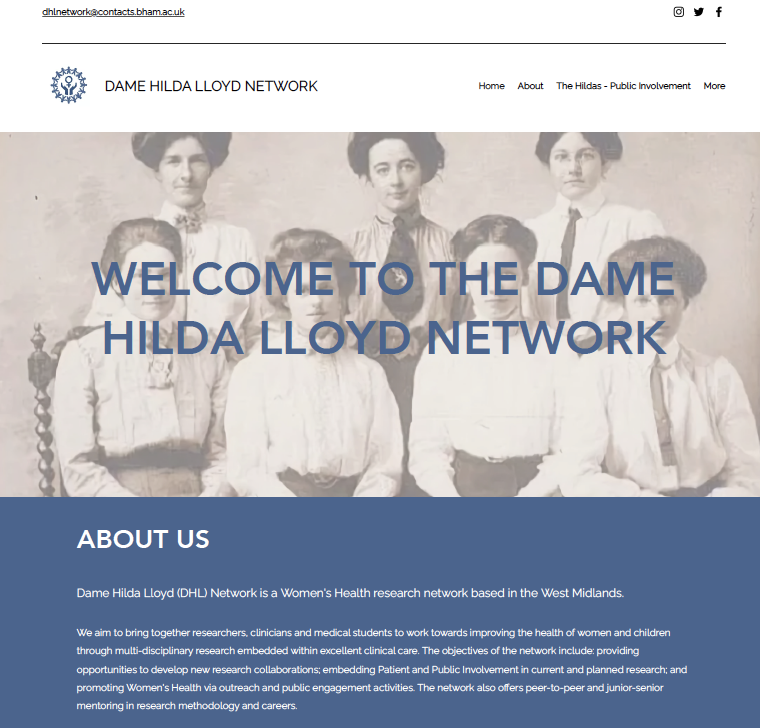 dhlnetwork@contacts.bham.ac.uk
DAME HILDA LLOYD NETWORK
Home About The Hildas - Public Involvement More
WELCOME TO THE DAME
HILDA LLOYD NETWORK
ABOUT US
Dame Hilda Lloyd (DHL) Network is a Women's Health research network based in the West Midlands.
We aim to bring together researchers, clinicians and medical students to work towards improving the health of women and children
through multi-disciplinary research embedded within excellent clinical care. The objectives of the network include: providing
opportunities to develop new research collaborations; embedding Patient and Public Involvement in current and planned research; and
promoting Women's Health via outreach and public engagement activities. The network also offers peer-to-peer and junior-senior
mentoring in research methodology and careers.